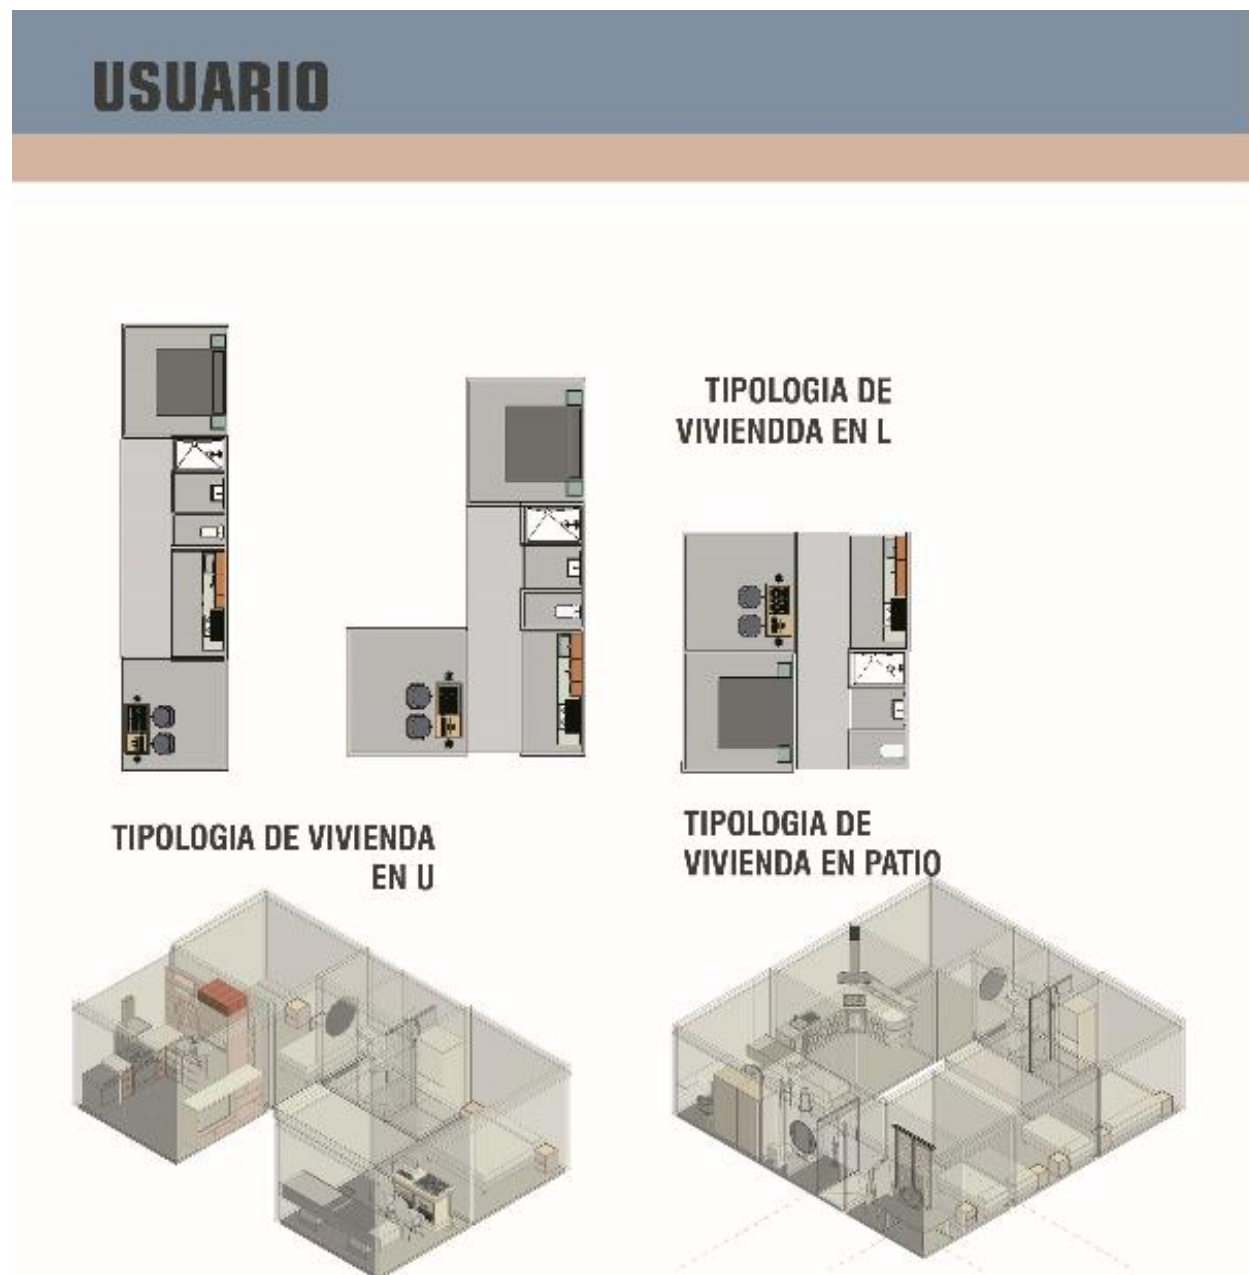 USUARIO
TIPOLOGIA DE
VIVIENDDA EN L
TIPOLOGIA DE VIVIENDA
EN U
TIPOLOGIA DE
VIVIENDA EN PATIO